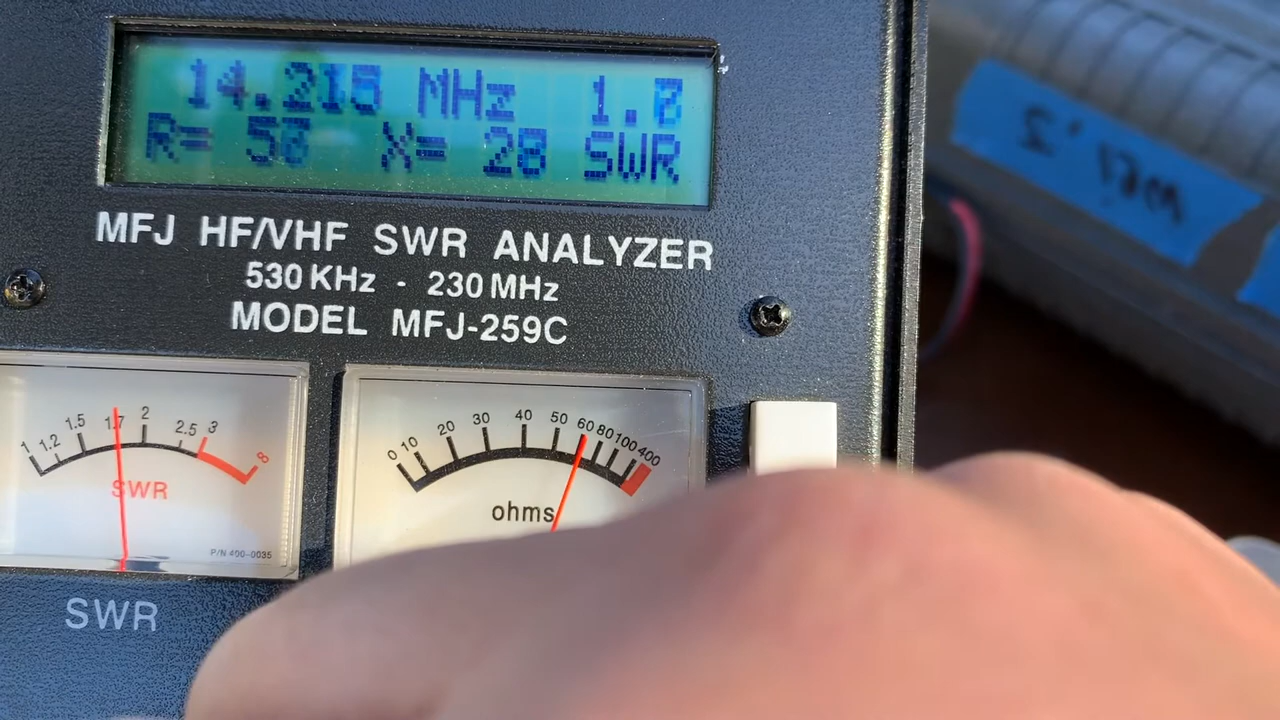 14.215 MHz 1.8
R= 50 X= 28 SWR
MFJ HF/VHF SWR ANALYZER
530 KHz - 230 MHz
MODEL MFJ-259C
1 1.2 1.5 1.7 2 2.5 3 8
SWR
P/N 400-0035
0 10 20 30 40 50 60 80 100 400
ohms
SWR